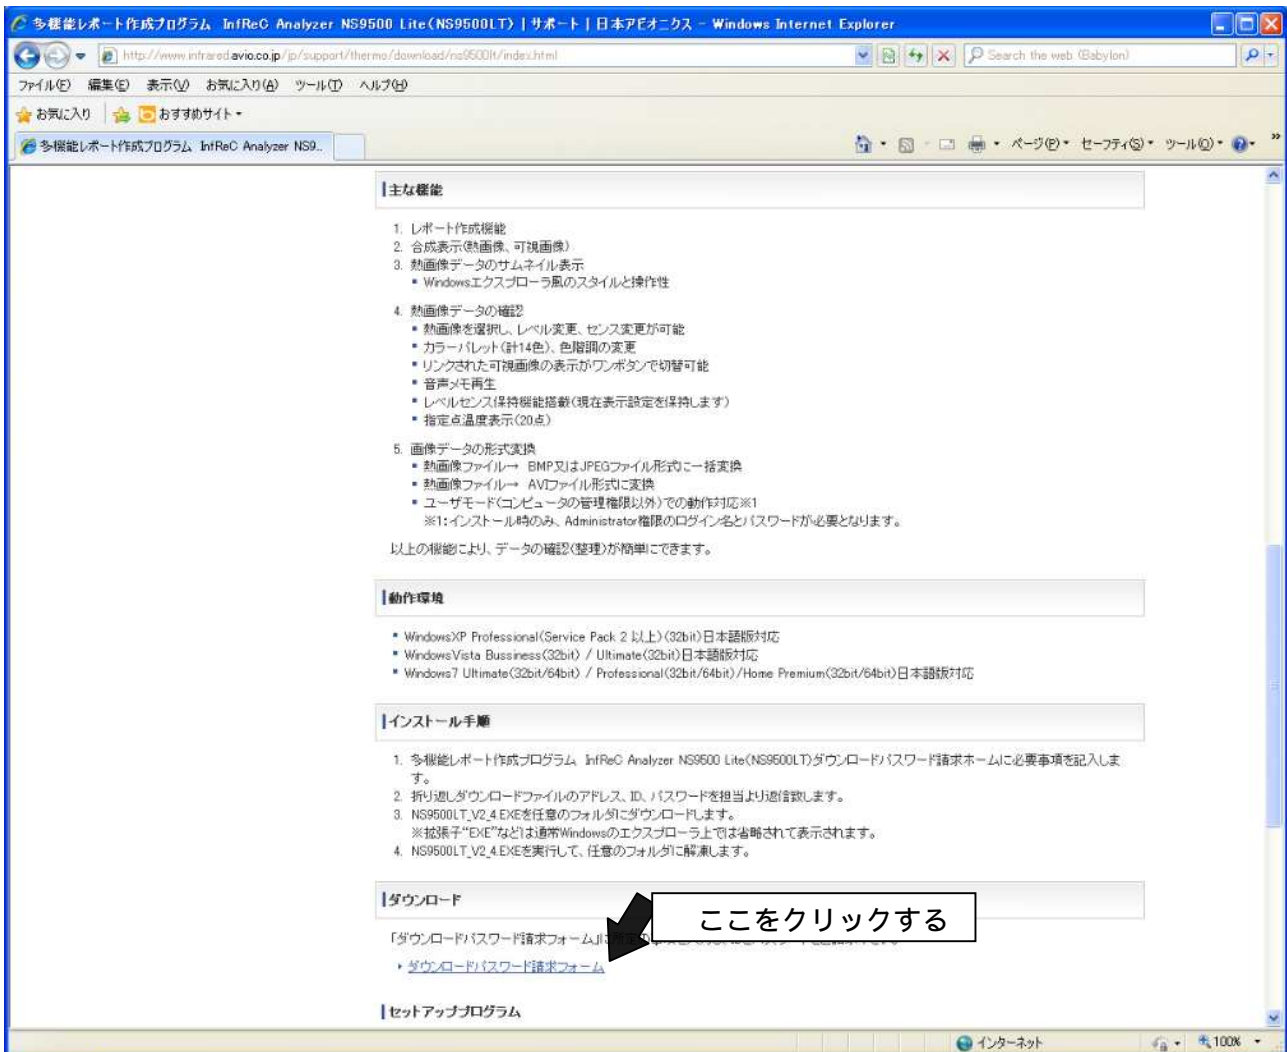 多機能レポート作成プログラム InfReC Analyzer NS9500 Lite(NS9500LT) | サポート | 日本アビオニクス - Windows Internet Explorer
http://www.infrared.avio.co.jp/jp/support/thermo/download/ns9500lt/index.html
Search the web (Babylon)
ファイル(F) 編集(E) 表示(V) お気に入り(A) ツール(T) ヘルプ(H)
お気に入り おすすめサイト
多機能レポート作成プログラム InfReC Analyzer NS9...
ページ(P) セーフティ(S) ツール(O)
主な機能
1. レポート作成機能
2. 合成表示(熱画像、可視画像)
3. 熱画像データのサムネイル表示
Windowsエクスプローラ風のスタイルと操作性
4. 熱画像データの確認
熱画像を選択し、レベル変更、センス変更が可能
カラーパレット(計14色)、色階調の変更
リンクされた可視画像の表示がワンボタンで切替可能
音声メモ再生
レベルセンス保持機能搭載(現在表示設定を保持します)
指定点温度表示(20点)
5. 画像データの形式変換
熱画像ファイル→ BMP又はJPEGファイル形式に一括変換
熱画像ファイル→ AVIファイル形式に変換
ユーザモード(コンピュータの管理権限以外)での動作対応※1
※1:インストール時のみ、Administrator権限のログイン名とパスワードが必要となります。
以上の機能により、データの確認(整理)が簡単にできます。
動作環境
WindowsXP Professional(Service Pack 2 以上)(32bit)日本語版対応
WindowsVista Bussiness(32bit) / Ultimate(32bit)日本語版対応
Windows7 Ultimate(32bit/64bit) / Professional(32bit/64bit)/Home Premium(32bit/64bit)日本語版対応
インストール手順
1. 多機能レポート作成プログラム InfReC Analyzer NS9500 Lite(NS9500LT)ダウンロードパスワード請求ホームに必要事項を記入しま
す。
2. 折り返しダウンロードファイルのアドレス、ID、パスワードを担当より返信致します。
3. NS9500LT_V2_4.EXEを任意のフォルダにダウンロードします。
※拡張子“EXE”などは通常Windowsのエクスプローラ上では省略されて表示されます。
4. NS9500LT_V2_4.EXEを実行して、任意のフォルダに解凍します。
ダウンロード
ここをクリックする
「ダウンロードパスワード請求フォーム」に
ダウンロードパスワード請求フォーム
セットアッププログラム
インターネット 100%